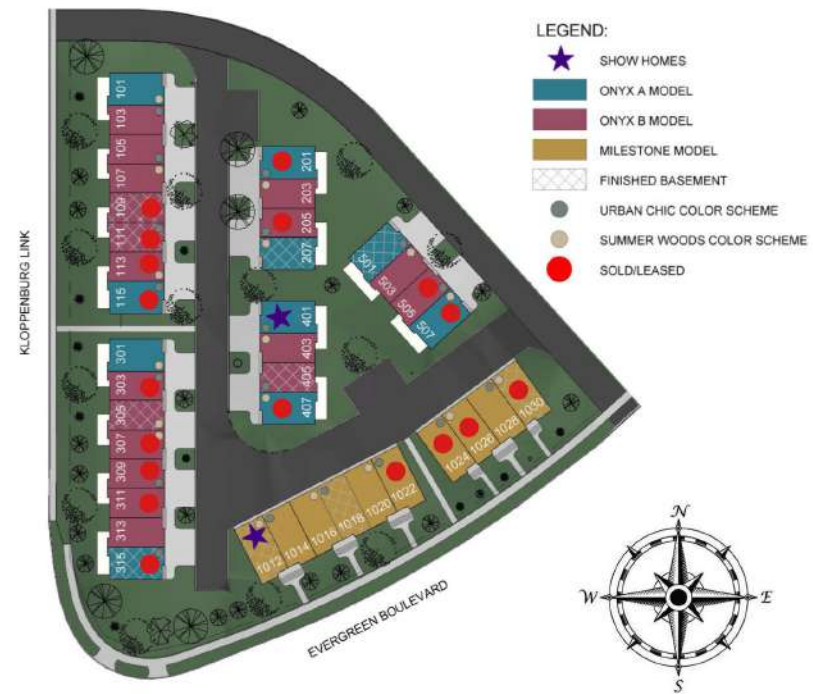 LEGEND:
SHOW HOMES
ONYX A MODEL
ONYX B MODEL
MILESTONE MODEL
FINISHED BASEMENT
URBAN CHIC COLOR SCHEME
SUMMER WOODS COLOR SCHEME
SOLD/LEASED
KLOPPENBURG LINK
101
103
105
107
109
111
113
115
201
203
205
207
501
503
505
507
401
403
405
407
301
303
305
307
309
311
313
315
1012
1014
1016
1018
1020
1022
1024
1026
1028
1030
EVERGREEN BOULEVARD
N
W
E
S